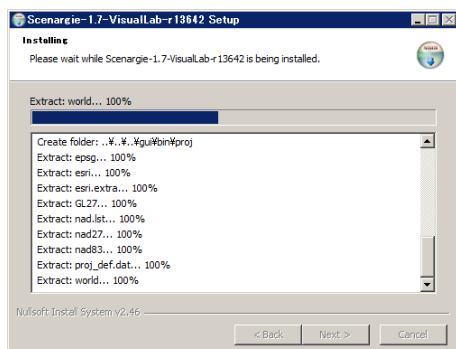 Scenargie-1.7-VisualLab-r13642 Setup
Installing
Please wait while Scenargie-1.7-VisualLab-r13642 is being installed.
Extract: world... 100%
Create folder: ..¥..¥..¥gui¥bin¥proj
Extract: epsg... 100%
Extract: esri... 100%
Extract: esri.extra... 100%
Extract: GL27... 100%
Extract: nad.lst... 100%
Extract: nad27... 100%
Extract: nad83... 100%
Extract: proj_def.dat... 100%
Extract: world... 100%
Nullsoft Install System v2.46
< Back Next > Cancel